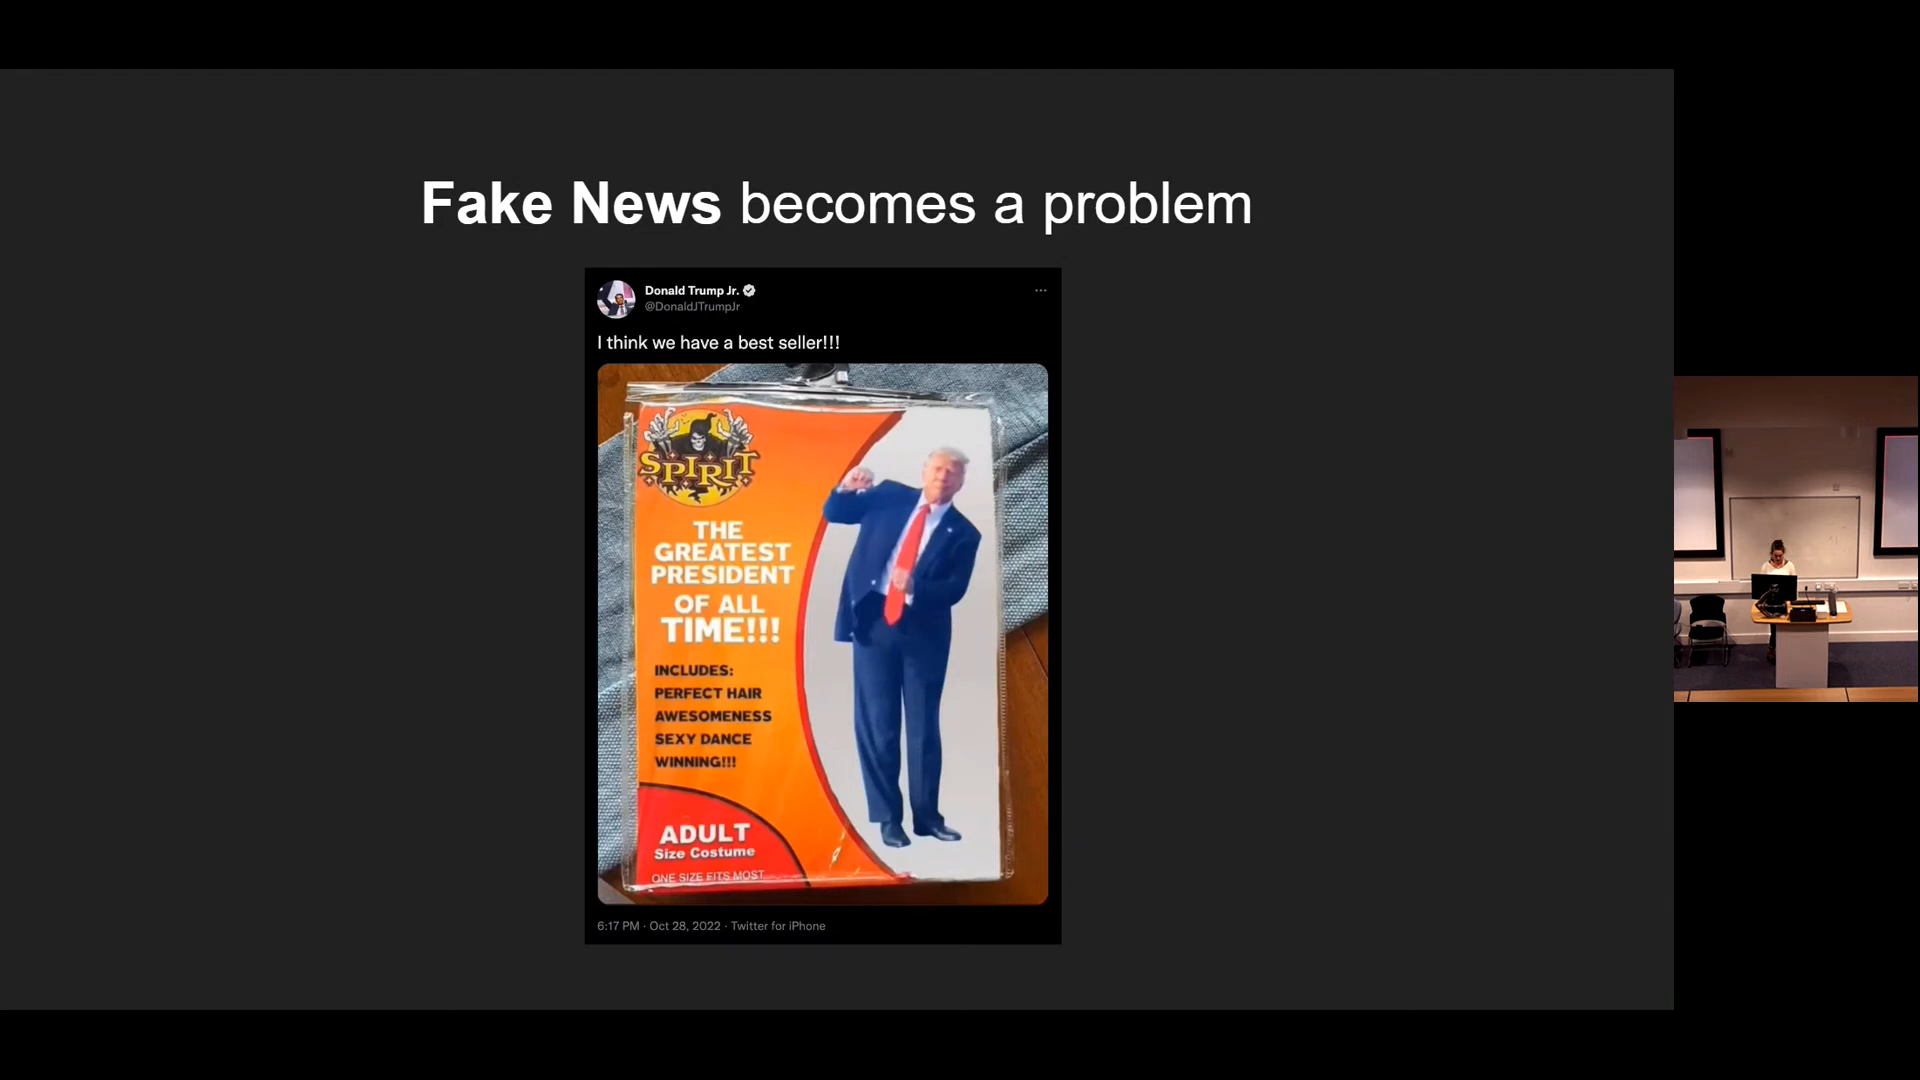 Fake News becomes a problem
Donald Trump Jr.
@DonaldJTrumpJr
I think we have a best seller!!!
SPIRIT
THE
GREATEST
PRESIDENT
OF ALL
TIME!!!
INCLUDES:
PERFECT HAIR
AWESOMENESS
SEXY DANCE
WINNING!!!
ADULT
Size Costume
ONE SIZE FITS MOST
6:17 PM · Oct 28, 2022 · Twitter for iPhone